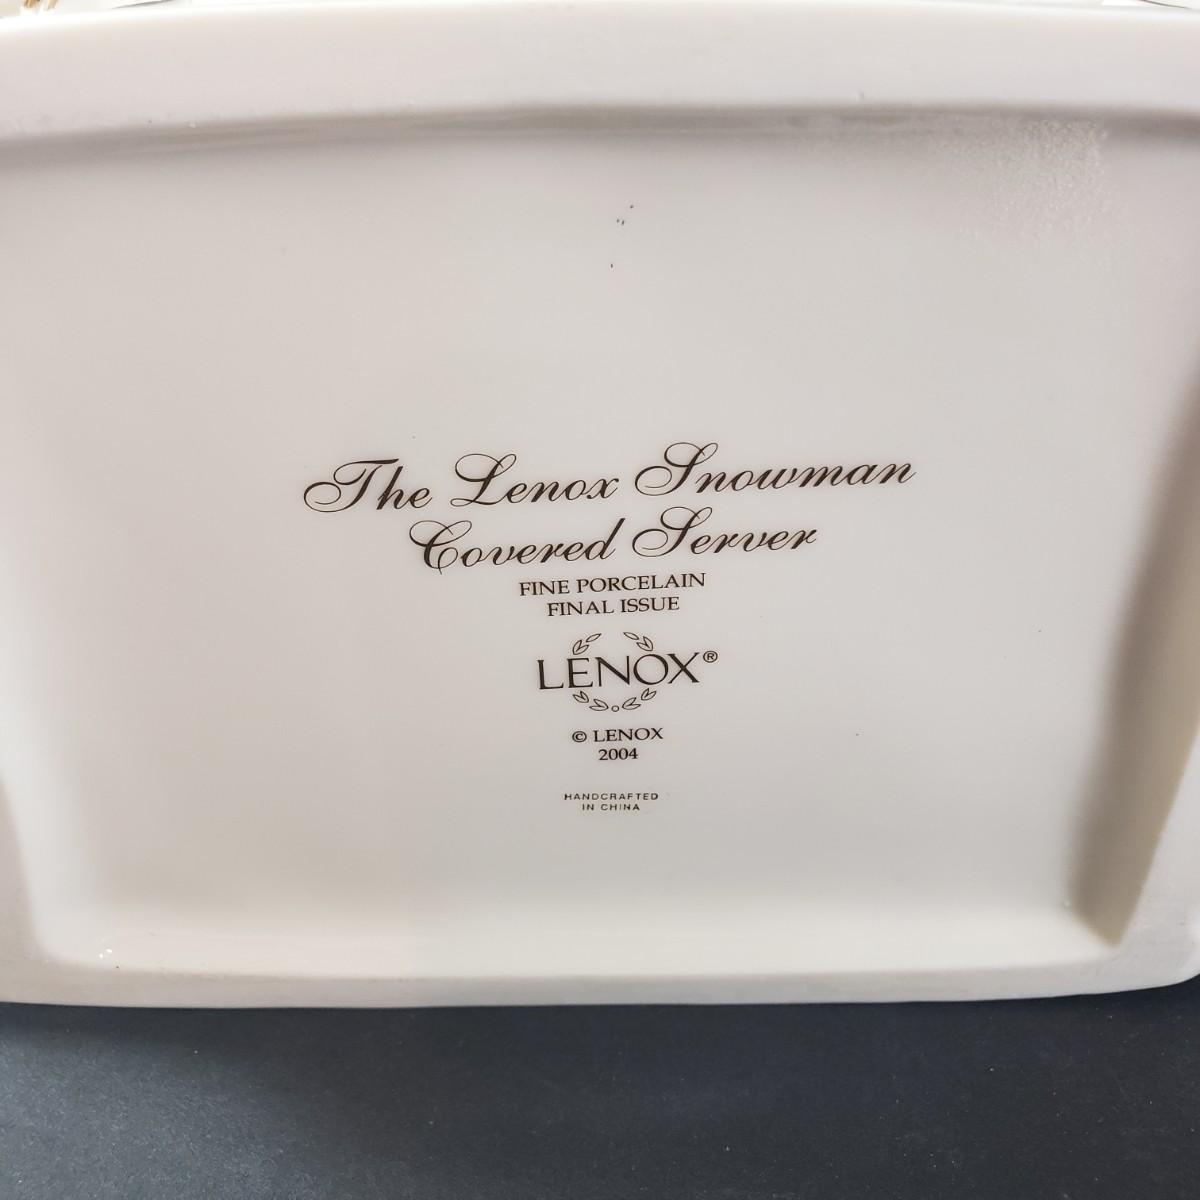 The Lenox Snowman
Covered Server
FINE PORCELAIN
FINAL ISSUE
LENOX®
© LENOX
2004
HANDCRAFTED
IN CHINA